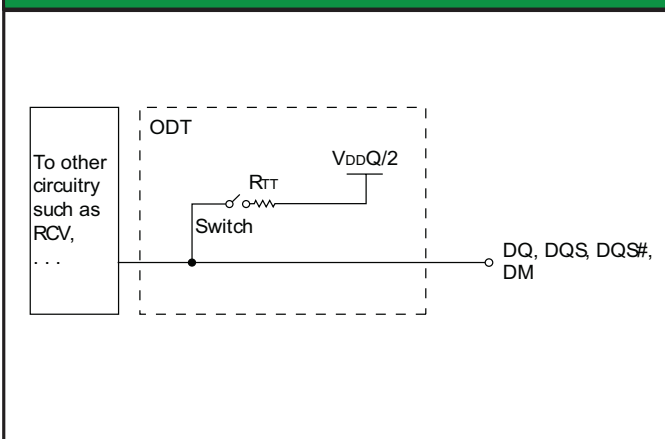 ODT
VDDQ/2
RTT
Switch
To other
circuitry
such as
RCV,
. . .
DQ, DQS, DQS#,
DM